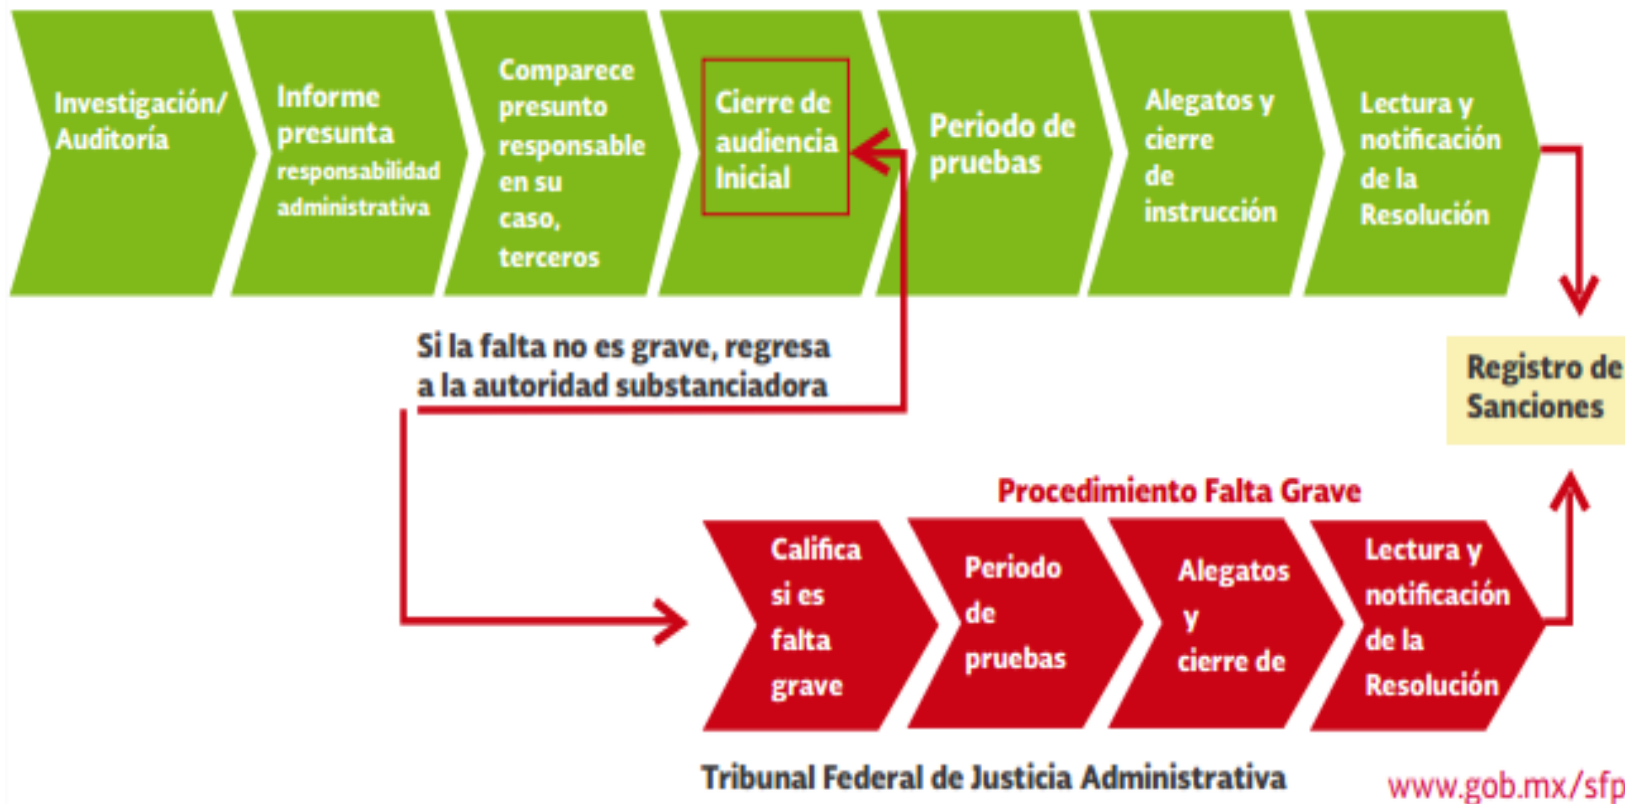 Investigación/
Auditoría
Informe
presunta
responsabilidad
administrativa
Comparece
presunto
responsable
en su
caso,
terceros
Cierre de
audiencia
Inicial
Periodo de
pruebas
Alegatos y
cierre
de
instrucción
Lectura y
notificación
de la
Resolución
Si la falta no es grave, regresa
a la autoridad substanciadora
Registro de
Sanciones
Procedimiento Falta Grave
Califica
si es
falta
grave
Periodo
de
pruebas
Alegatos
y
cierre de
Lectura y
notificación
de la
Resolución
Tribunal Federal de Justicia Administrativa
www.gob.mx/sfp